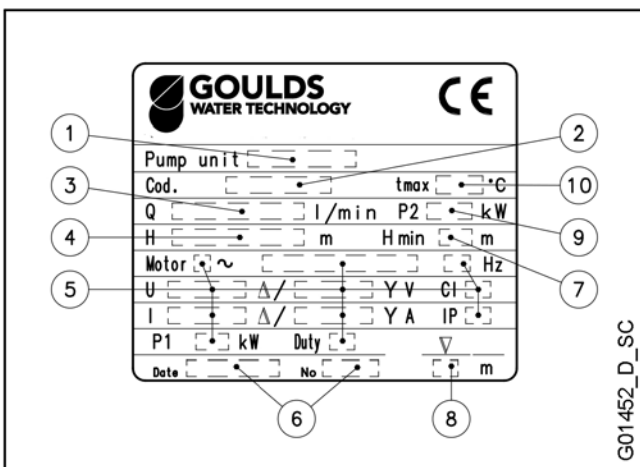 GOULDS
WATER TECHNOLOGY
CE
1
2
Pump unit
Cod. tmax °C
3
10
Q l/min P2 kW
4
9
H m H min m
Motor ~ Hz
5
7
U Δ/ Y V Cl
I Δ/ Y A IP
P1 kW Duty ▽
Date No m
6
8
G01452_D_SC